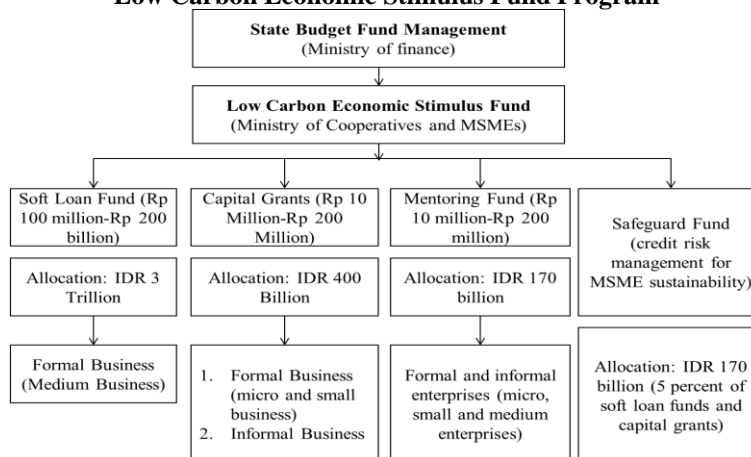 Low Carbon Economic Stimulus Fund Program
State Budget Fund Management
(Ministry of finance)
Low Carbon Economic Stimulus Fund
(Ministry of Cooperatives and MSMEs)
Soft Loan Fund (Rp
100 million-Rp 200
billion)
Allocation: IDR 3
Trillion
Formal Business
(Medium Business)
Capital Grants (Rp 10
Million-Rp 200
Million)
Allocation: IDR 400
Billion
1. Formal Business
(micro and small
business)
2. Informal Business
Mentoring Fund (Rp
10 million-Rp 200
million)
Allocation: IDR 170
billion
Formal and informal
enterprises (micro,
small and medium
enterprises)
Safeguard Fund
(credit risk
management for
MSME sustainability)
Allocation: IDR 170
billion (5 percent of
soft loan funds and
capital grants)